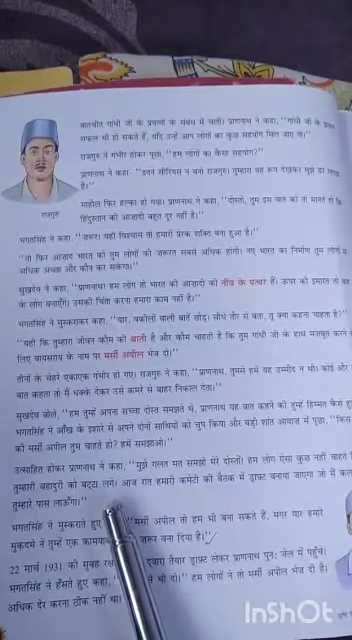 बातचीत गांधी जी के प्रयत्नों के संबंध में चली। प्राणनाथ ने कहा, "गांधी जी के प्रयत्न
सफल भी हो सकते हैं, यदि उन्हें आप लोगों का कुछ सहयोग मिल जाए तो।"
राजगुरु ने गंभीर होकर पूछा, "हम लोगों का कैसा सहयोग?"
प्राणनाथ ने कहा- "इतने सीरियस न बनो राजगुरु। तुम्हारा यह रूप देखकर मुझे डर लगता
है।"
माहौल फिर हल्का हो गया। प्राणनाथ ने कहा, "दोस्तो, तुम इस बात को तो मानते हो कि
हिंदुस्तान की आजादी बहुत दूर नहीं है।"
राजगुरु
भगतसिंह ने कहा, "जरूर! यही विश्वास तो हमारी प्रेरक शक्ति बना हुआ है।"
"तो फिर आजाद भारत को तुम लोगों की जरूरत सबसे अधिक होगी। नए भारत का निर्माण तुम लोगों से
अधिक अच्छा और कौन कर सकेगा।"
सुखदेव ने कहा, "प्राणनाथ! हम लोग तो भारत की आजादी की नींव के पत्थर हैं। ऊपर की इमारत तो बाद
के लोग बनाएँगे। उसकी चिंता करना हमारा काम नहीं है।"
भगतसिंह ने मुस्कराकर कहा, "यार, वकीलों वाली बातें छोड़। सीधे तौर से बता, तू क्या कहना चाहता है?"
"यही कि तुम्हारा जीवन कौम की थाती है और कौम चाहती है कि तुम गांधी जी के हाथ मजबूत करने के
लिए वायसराय के नाम पर मर्सी अपील भेज दो।"
तीनों के चेहरे एकाएक गंभीर हो गए। राजगुरु ने कहा, "प्राणनाथ, तुमसे हमें यह उम्मीद न थी। कोई और यह
बात कहता तो मैं धक्के देकर उसे कमरे से बाहर निकाल देता।"
सुखदेव बोले, "हम तुम्हें अपना सच्चा दोस्त समझते थे, प्राणनाथ यह बात कहने की तुम्हें हिम्मत कैसे हुई
भगतसिंह ने आँख के इशारे से अपने दोनों साथियों को चुप किया और बड़ी शांत आवाज में पूछा, "किस
की मर्सी अपील तुम चाहते हो? हमें समझाओ।"
उत्साहित होकर प्राणनाथ ने कहा, "मुझे गलत मत समझो मेरे दोस्तों! हम लोग ऐसा कुछ नहीं चाहते
तुम्हारी बहादुरी को बट्टा लगे। आज रात हमारी कमेटी की बैठक में ड्राफ़्ट बनाया जाएगा जो मैं कल
तुम्हारे पास लाऊँगा।"
भगतसिंह ने मुस्कराते हुए "मर्सी अपील तो हम भी बना सकते हैं, मगर यार हमारे
मुकदमे ने तुम्हें एक कामयाब जरूर बना दिया है।"
22 मार्च 1931 की सुबह द्वारा तैयार ड्राफ़्ट लेकर प्राणनाथ पुनः जेल में पहुँचे।
भगतसिंह ने हँसते हुए कहा, ने भी दो।" हम लोगों ने तो मर्सी अपील भेज दी है।
अधिक देर करना ठीक नहीं था।
InShOt